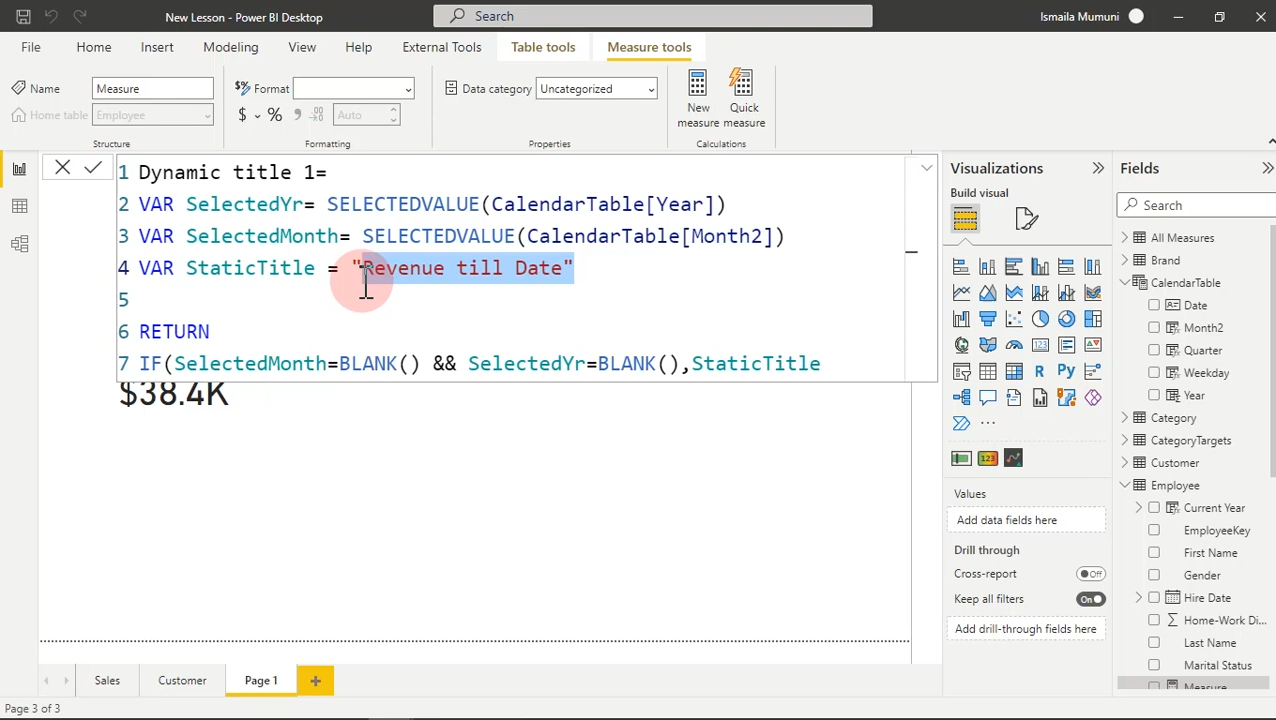 New Lesson - Power BI Desktop
Search
Ismaila Mumuni
File
Home
Insert
Modeling
View
Help
External Tools
Table tools
Measure tools
Name
Measure
Home table
Employee
Structure
Format
$
%
Auto
Formatting
Data category
Uncategorized
Properties
New measure
Quick measure
Calculations
1 Dynamic title 1=
2 VAR SelectedYr= SELECTEDVALUE(CalendarTable[Year])
3 VAR SelectedMonth= SELECTEDVALUE(CalendarTable[Month2])
4 VAR StaticTitle = "Revenue till Date"
5
6 RETURN
7 IF(SelectedMonth=BLANK() && SelectedYr=BLANK(),StaticTitle
$38.4K
Visualizations
Build visual
Values
Add data fields here
Drill through
Cross-report
Off
Keep all filters
On
Add drill-through fields here
Fields
Search
All Measures
Brand
CalendarTable
Date
Month2
Quarter
Weekday
Year
Category
CategoryTargets
Customer
Employee
Current Year
EmployeeKey
First Name
Gender
Hire Date
Home-Work Di...
Last Name
Marital Status
Measure
Sales
Customer
Page 1
Page 3 of 3